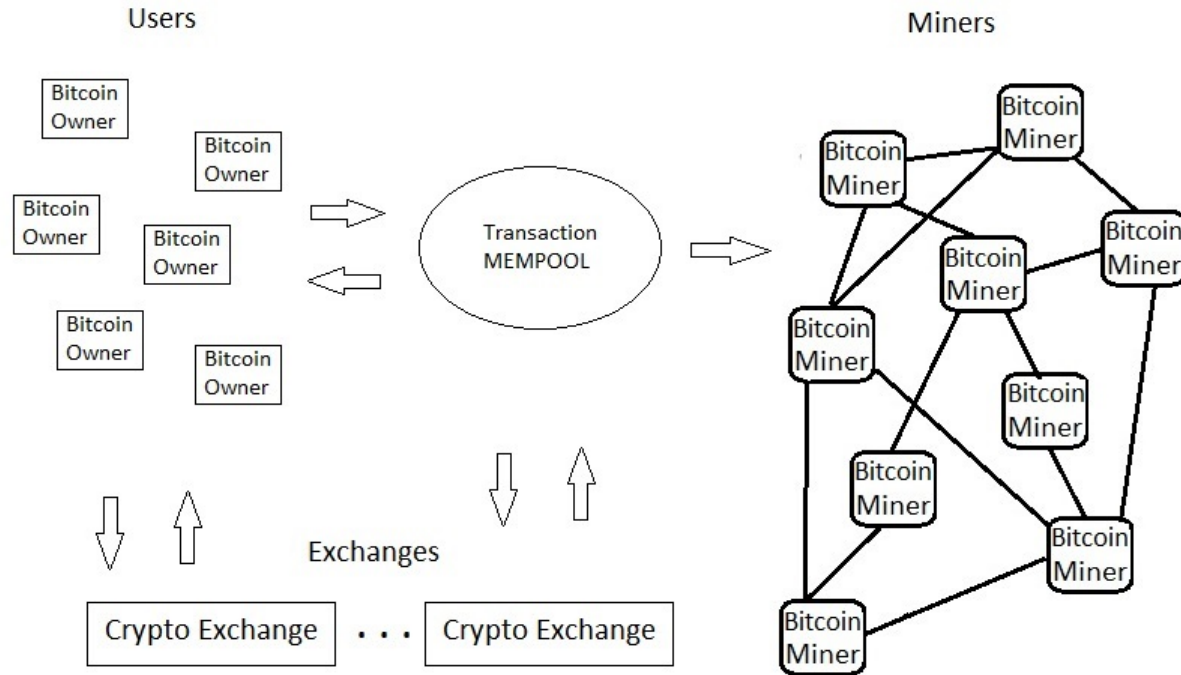 Users
Bitcoin
Owner
Bitcoin
Owner
Bitcoin
Owner
Bitcoin
Owner
Bitcoin
Owner
Bitcoin
Owner
Transaction
MEMPOOL
Exchanges
Crypto Exchange
. . .
Crypto Exchange
Miners
Bitcoin
Miner
Bitcoin
Miner
Bitcoin
Miner
Bitcoin
Miner
Bitcoin
Miner
Bitcoin
Miner
Bitcoin
Miner
Bitcoin
Miner
Bitcoin
Miner